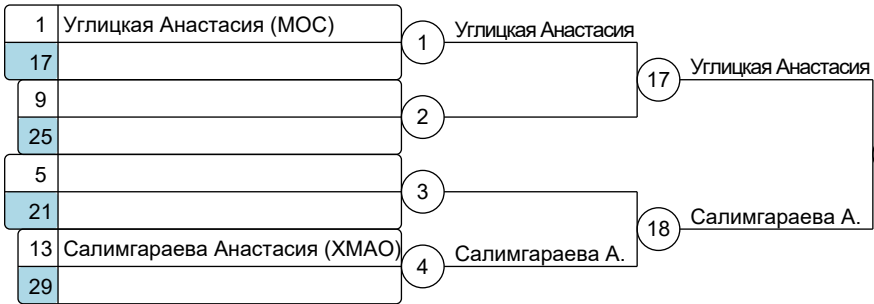 1 Углицкая Анастасия (МОС)
17
9
25
5
21
13 Салимгараева Анастасия (ХМАО)
29
1
2
3
4
Углицкая Анастасия
Салимгараева А.
17
18
Углицкая Анастасия
Салимгараева А.